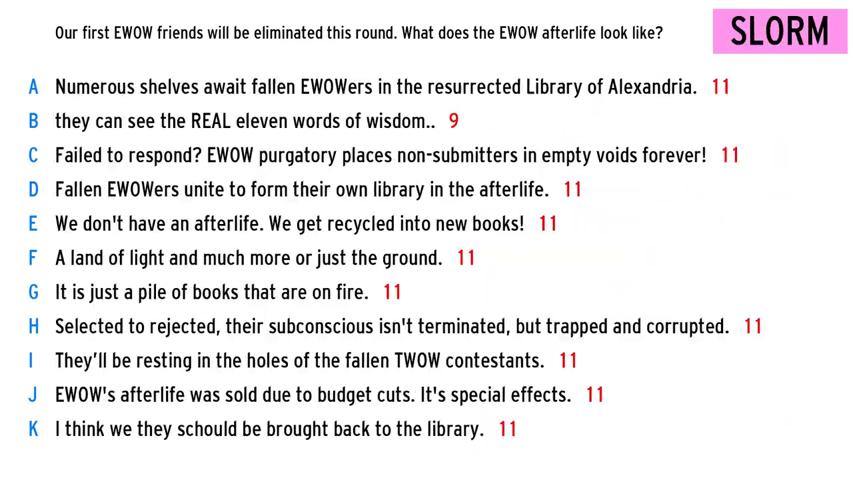 Our first EWOW friends will be eliminated this round. What does the EWOW afterlife look like?
SLORM
A Numerous shelves await fallen EWOWers in the resurrected Library of Alexandria. 11
B they can see the REAL eleven words of wisdom.. 9
C Failed to respond? EWOW purgatory places non-submitters in empty voids forever! 11
D Fallen EWOWers unite to form their own library in the afterlife. 11
E We don't have an afterlife. We get recycled into new books! 11
F A land of light and much more or just the ground. 11
G It is just a pile of books that are on fire. 11
H Selected to rejected, their subconscious isn't terminated, but trapped and corrupted. 11
I They’ll be resting in the holes of the fallen TWOW contestants. 11
J EWOW's afterlife was sold due to budget cuts. It's special effects. 11
K I think we they schould be brought back to the library. 11